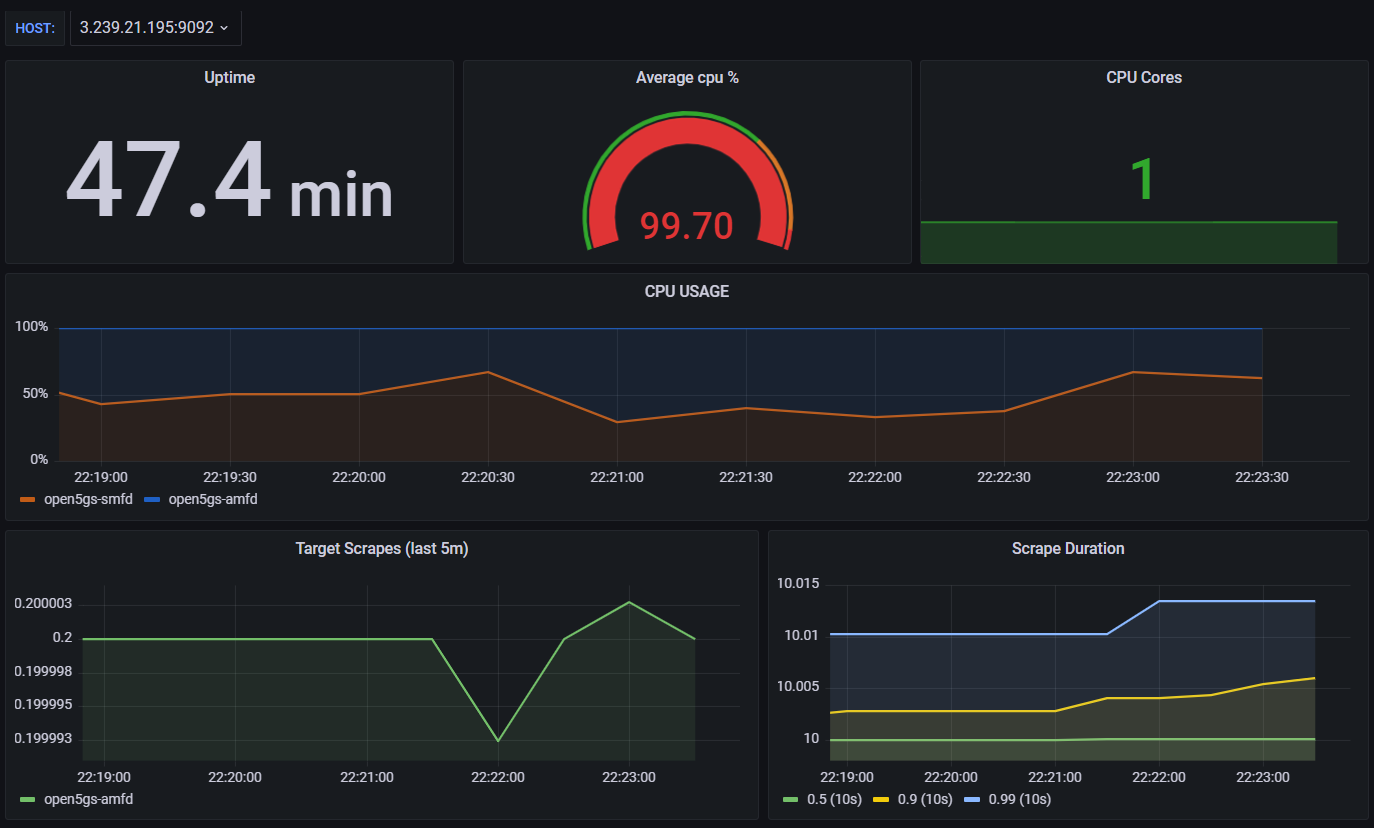 HOST: 3.239.21.195:9092
Uptime
47.4 min
Average cpu %
99.70
CPU Cores
1
CPU USAGE
100%
50%
0%
22:19:00 22:19:30 22:20:00 22:20:30 22:21:00 22:21:30 22:22:00 22:22:30 22:23:00 22:23:30
open5gs-smfd open5gs-amfd
Target Scrapes (last 5m)
0.200003
0.2
0.199998
0.199995
0.199993
22:19:00 22:20:00 22:21:00 22:22:00 22:23:00
open5gs-amfd
Scrape Duration
10.015
10.01
10.005
10
22:19:00 22:20:00 22:21:00 22:22:00 22:23:00
0.5 (10s) 0.9 (10s) 0.99 (10s)